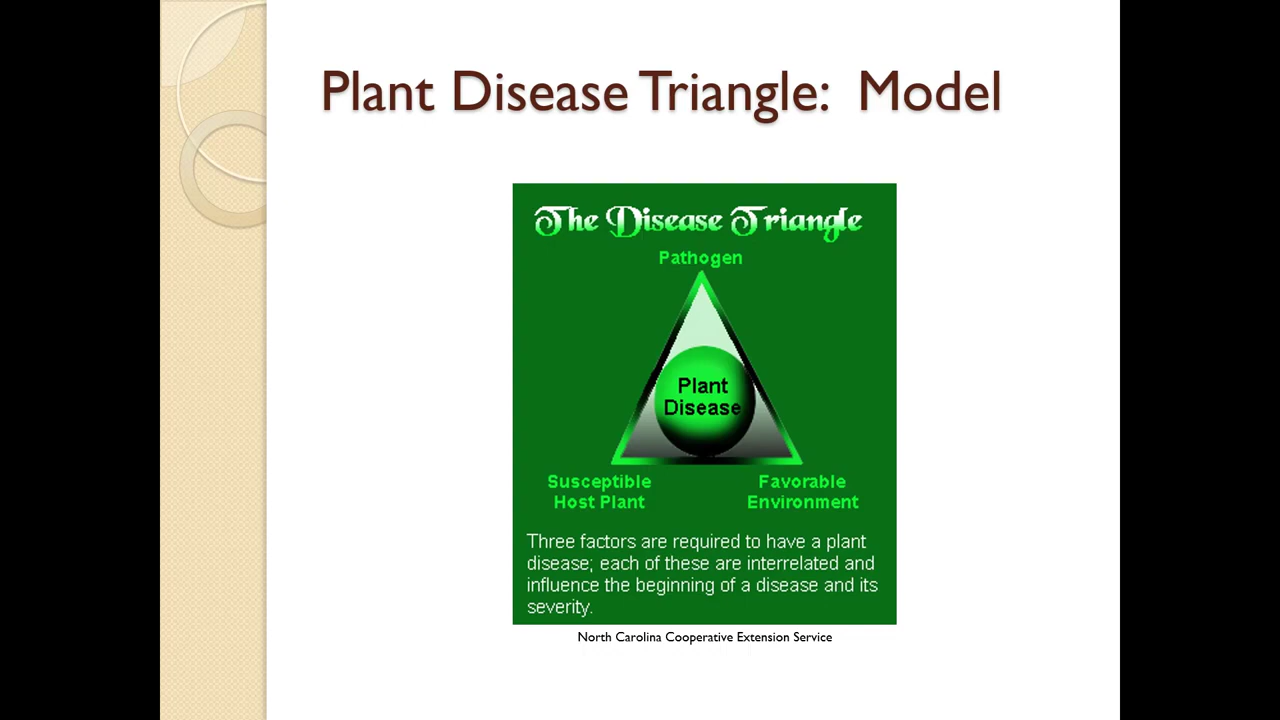 Plant Disease Triangle: Model
The Disease Triangle
Pathogen
Plant
Disease
Susceptible
Host Plant
Favorable
Environment
Three factors are required to have a plant
disease; each of these are interrelated and
influence the beginning of a disease and its
severity.
North Carolina Cooperative Extension Service